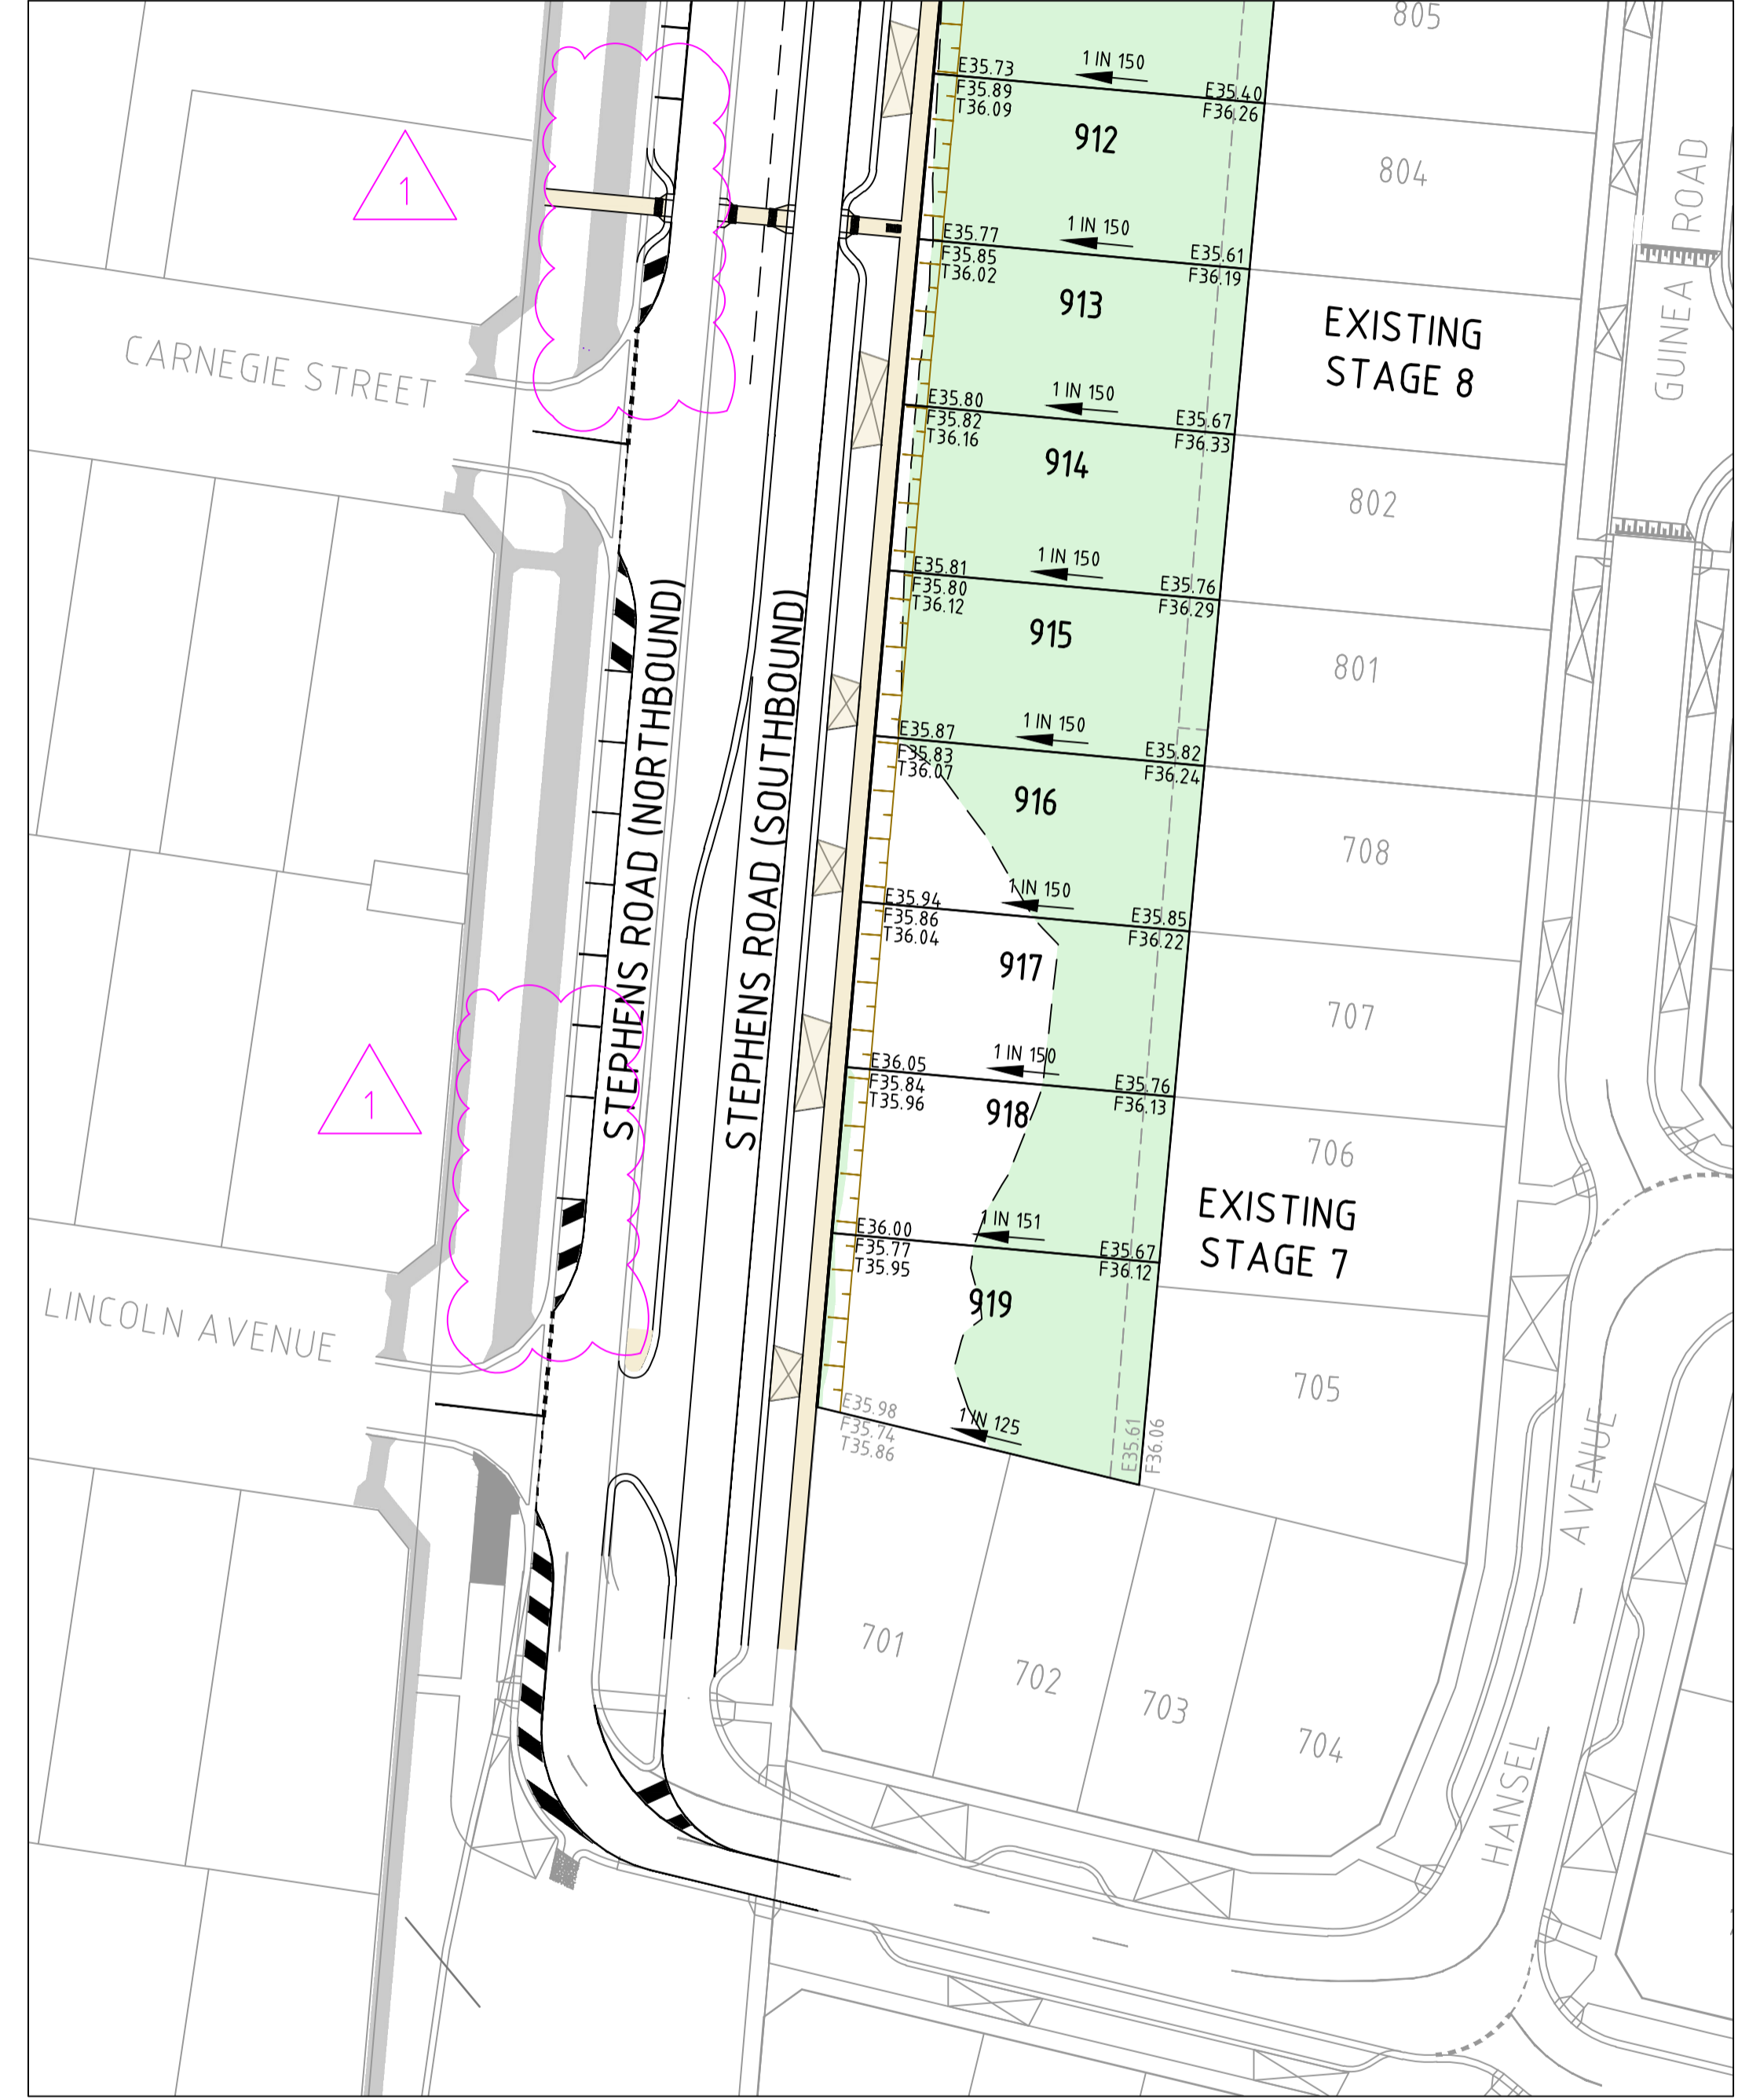 805
E35.73
F35.89
T36.09
1 IN 150
E35.40
F36.26
912
804
1
GUINEA ROAD
E35.77
F35.85
T36.02
1 IN 150
E35.61
F36.19
913
EXISTING
STAGE 8
CARNEGIE STREET
E35.80
F35.82
T36.16
1 IN 150
E35.67
F36.33
914
802
E35.81
F35.80
T36.12
1 IN 150
E35.76
F36.29
915
801
STEPHENS ROAD (NORTHBOUND)
STEPHENS ROAD (SOUTHBOUND)
E35.87
F35.83
T36.07
1 IN 150
E35.82
F36.24
916
708
E35.94
F35.86
T36.04
1 IN 150
E35.85
F36.22
917
707
1
E36.05
F35.84
T35.96
1 IN 150
E35.76
F36.13
918
706
EXISTING
STAGE 7
E36.00
F35.77
T35.95
1 IN 151
E35.67
F36.12
919
LINCOLN AVENUE
705
E35.98
F35.74
T35.86
1 IN 125
E35.61
F36.06
701
702
703
704
HANSEL AVENUE